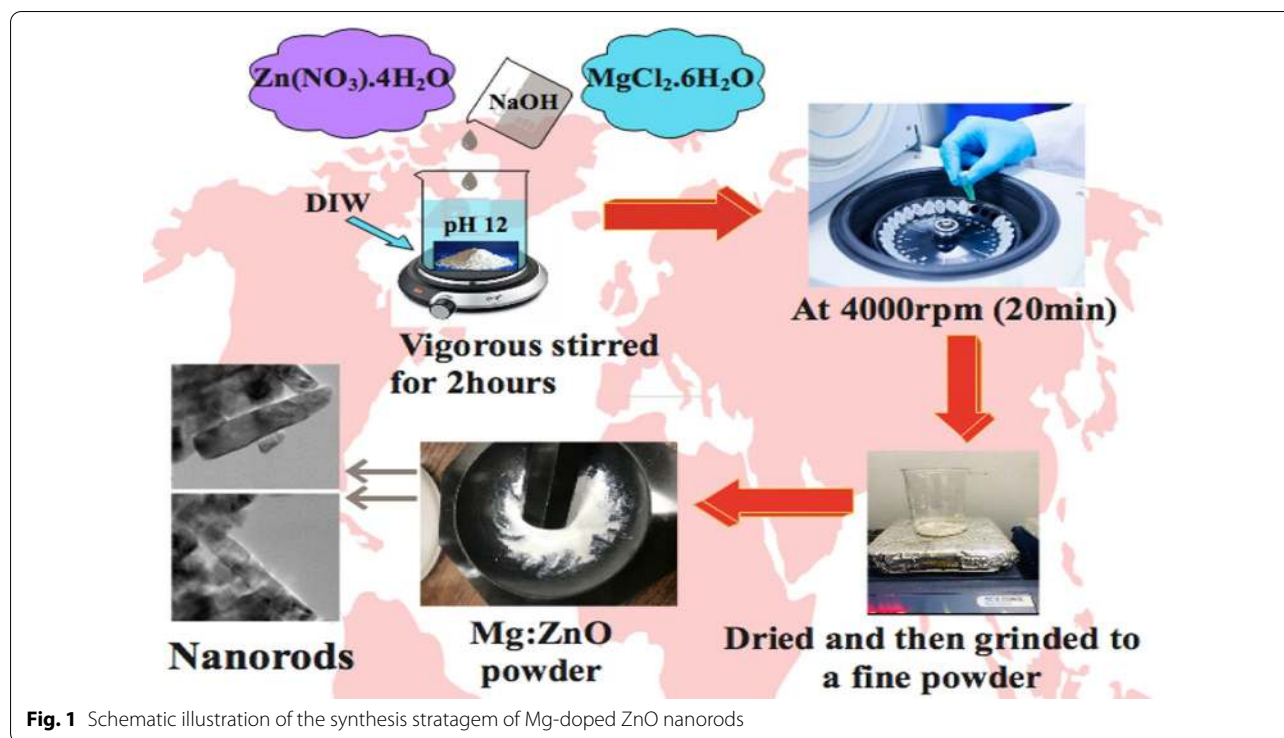 Zn(NO₃).4H₂O
NaOH
MgCl₂.6H₂O
DIW
pH 12
At 4000rpm (20min)
Vigorous stirred
for 2hours
Nanorods
Mg:ZnO
powder
Dried and then grinded to
a fine powder
Fig. 1 Schematic illustration of the synthesis stratagem of Mg-doped ZnO nanorods